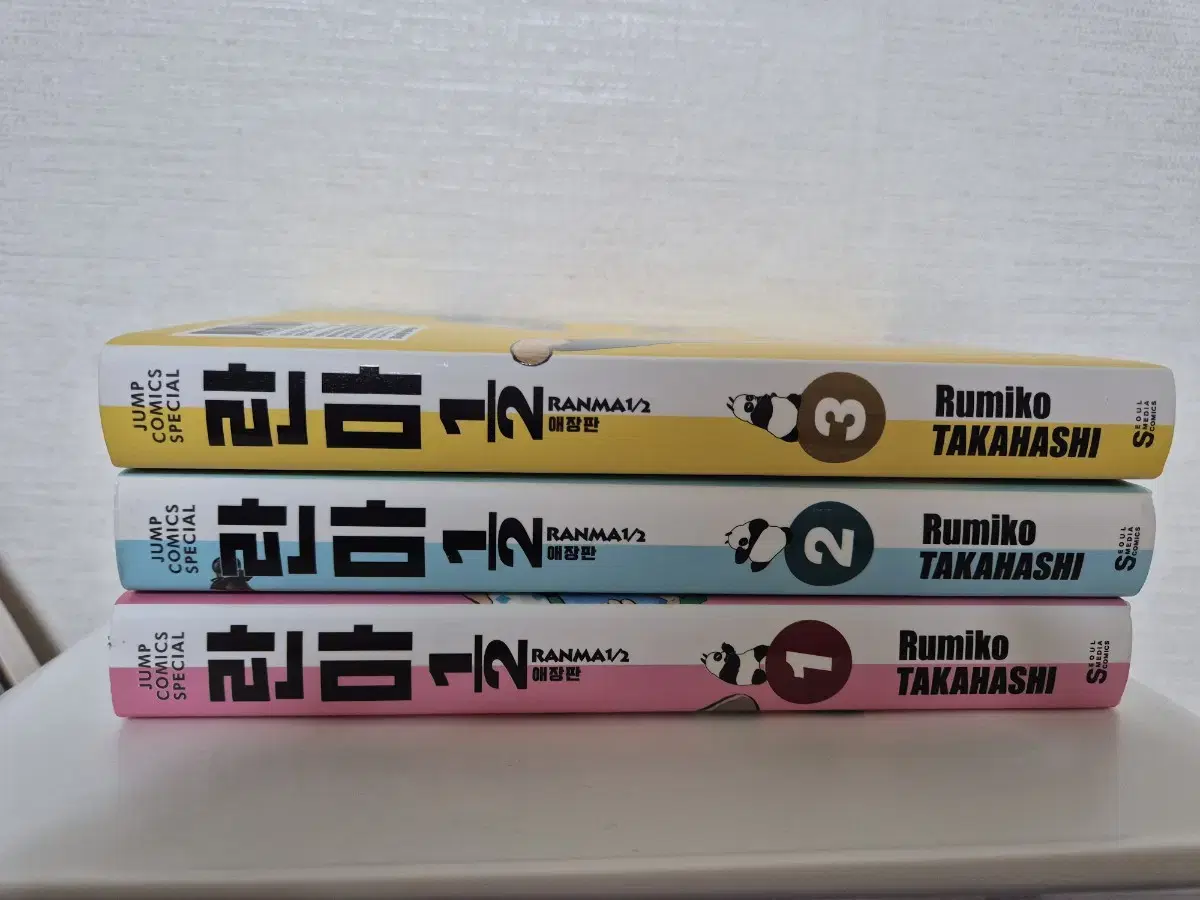 JUMP
COMICS
SPECIAL
란마 1/2
RANMA1/2
애장판
3
Rumiko
TAKAHASHI
SEOUL
MEDIA
COMICS
JUMP
COMICS
SPECIAL
란마 1/2
RANMA1/2
애장판
2
Rumiko
TAKAHASHI
SEOUL
MEDIA
COMICS
JUMP
COMICS
SPECIAL
란마 1/2
RANMA1/2
애장판
1
Rumiko
TAKAHASHI
SEOUL
MEDIA
COMICS